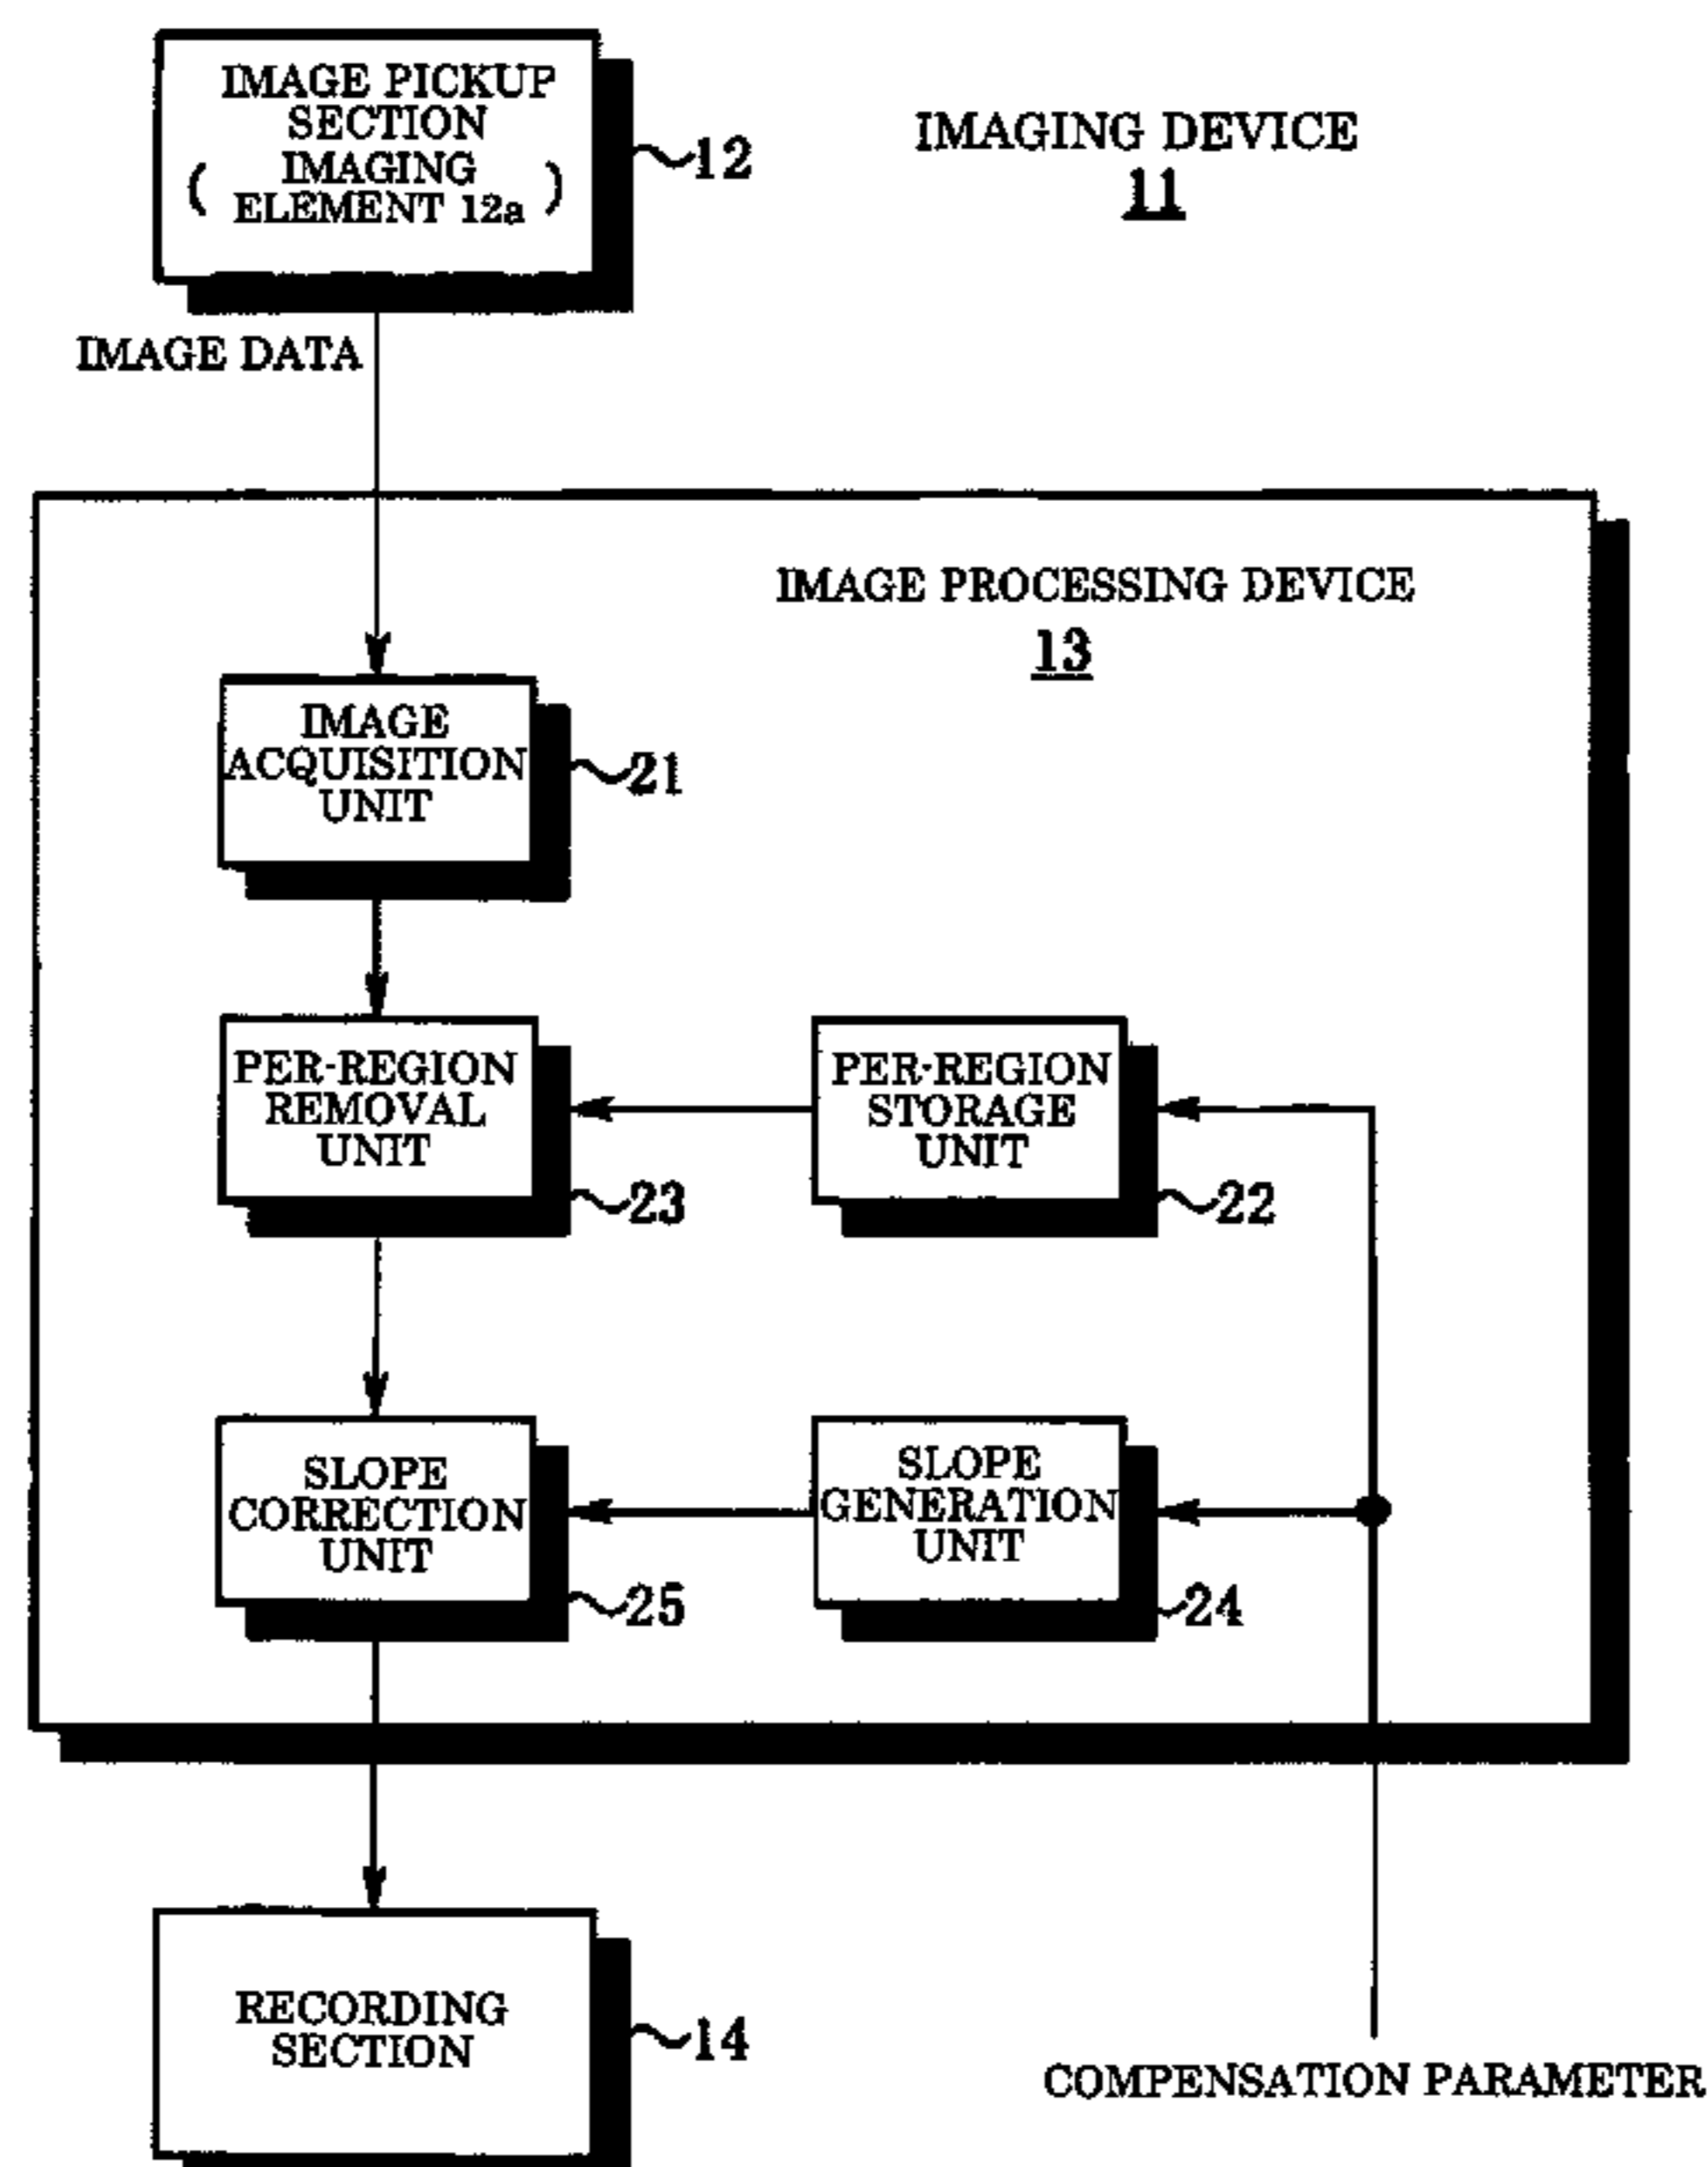 IMAGE PICKUP
SECTION
( IMAGING
ELEMENT 12a )
12
IMAGING DEVICE
11
IMAGE DATA
IMAGE PROCESSING DEVICE
13
IMAGE
ACQUISITION
UNIT
21
PER-REGION
REMOVAL
UNIT
23
PER-REGION
STORAGE
UNIT
22
SLOPE
CORRECTION
UNIT
25
SLOPE
GENERATION
UNIT
24
RECORDING
SECTION
14
COMPENSATION PARAMETER